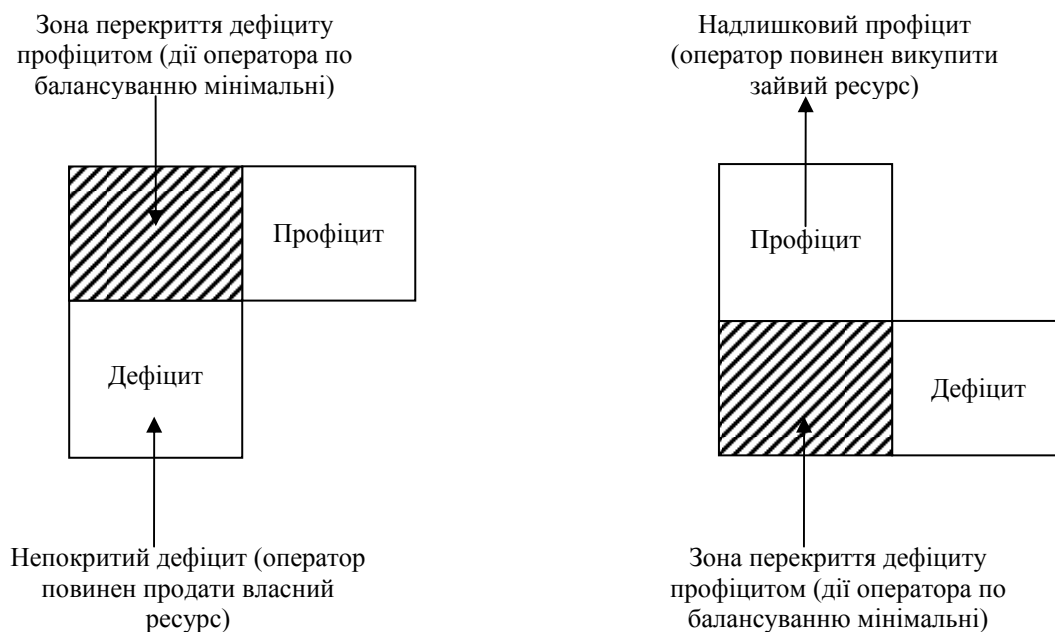 Зона перекриття дефіциту
профіцитом (дії оператора по
балансуванню мінімальні)
Профіцит
Дефіцит
Непокритий дефіцит (оператор
повинен продати власний
ресурс)
Надлишковий профіцит
(оператор повинен викупити
зайвий ресурс)
Профіцит
Дефіцит
Зона перекриття дефіциту
профіцитом (дії оператора по
балансуванню мінімальні)